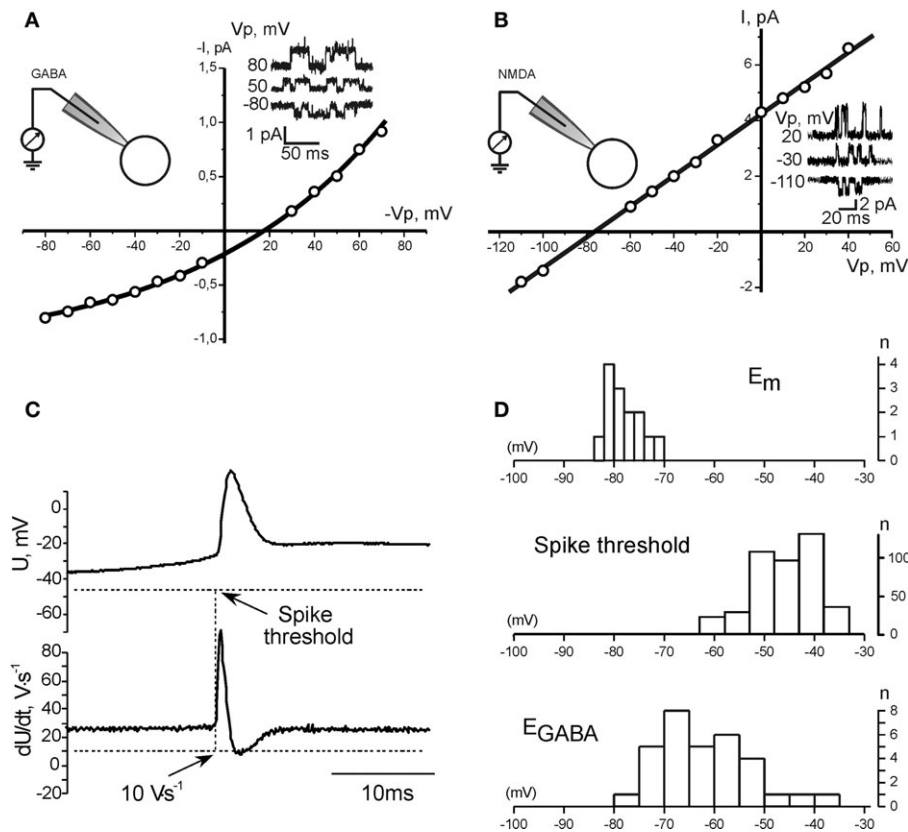 A
Vp, mV
-I, pA
GABA
1,5
80
50
-80
1 pA
50 ms
1,0
0,5
-Vp, mV
-80 -60 -40 -20 0 20 40 60 80
-0,5
-1,0
B
I, pA
NMDA
6
4
2
Vp, mV
20
-30
-110
2 pA
20 ms
-120 -100 -80 -60 -40 -20 0 20 40 60
Vp, mV
-2
C
U, mV
0
-20
-40
-60
Spike
threshold
dU/dt, V·s-1
80
60
40
20
10
0
-20
10 Vs-1
10ms
D
Em
n
4
3
2
1
0
(mV)
-100 -90 -80 -70 -60 -50 -40 -30
Spike threshold
n
100
50
0
(mV)
-100 -90 -80 -70 -60 -50 -40 -30
EGABA
n
8
6
4
2
0
(mV)
-100 -90 -80 -70 -60 -50 -40 -30